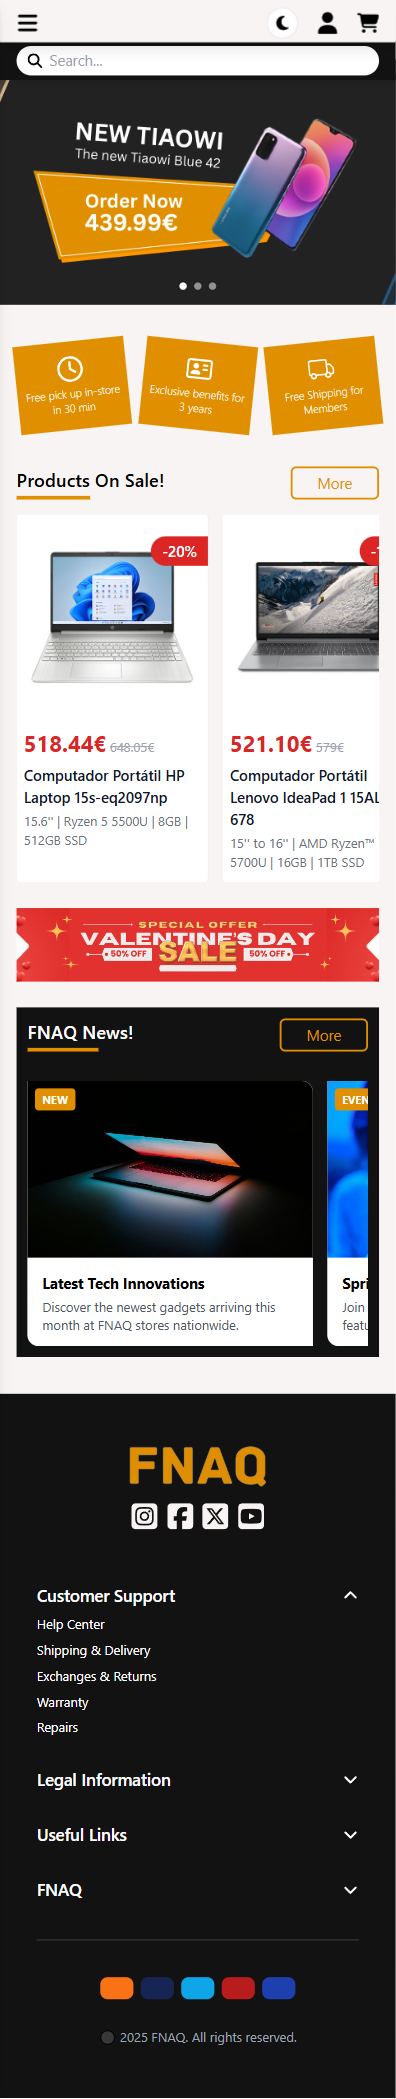 Search...
NEW TIAOWI
The new Tiaowi Blue 42
Order Now
439.99€
Free pick up in-store
in 30 min
Exclusive benefits for
3 years
Free Shipping for
Members
Products On Sale!
More
-20%
518.44€ 648.05€
Computador Portátil HP
Laptop 15s-eq2097np
15.6'' | Ryzen 5 5500U | 8GB |
512GB SSD
521.10€ 579€
Computador Portátil
Lenovo IdeaPad 1 15AL
678
15'' to 16'' | AMD Ryzen™
5700U | 16GB | 1TB SSD
SPECIAL OFFER
VALENTINE'S DAY
50% OFF SALE 50% OFF
FNAQ News!
More
NEW
Latest Tech Innovations
Discover the newest gadgets arriving this
month at FNAQ stores nationwide.
EVEN
Spri
Join
featu
FNAQ
Customer Support
Help Center
Shipping & Delivery
Exchanges & Returns
Warranty
Repairs
Legal Information
Useful Links
FNAQ
2025 FNAQ. All rights reserved.